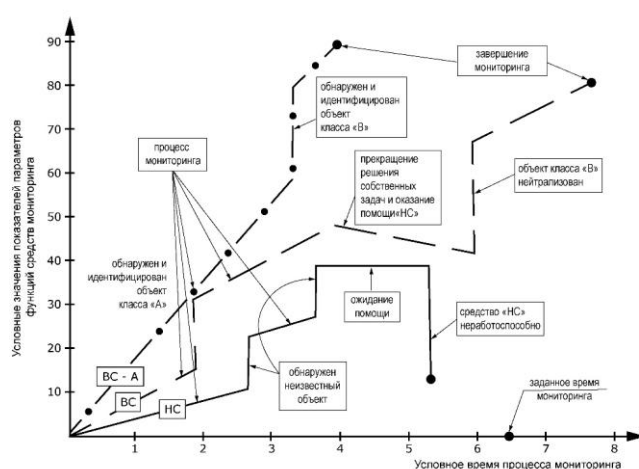 90
80
70
60
50
40
30
20
10
Условные значения показателей параметров
функций средств мониторинга
завершение
мониторинга
обнаружен и
идентифицирован
объект
класса «В»
процесс
мониторинга
прекращение
решения
собственных
задач и оказание
помощи«НС»
объект класса «В»
нейтрализован
обнаружен и
идентифицирован
объект
класса «А»
ожидание
помощи
средство «НС»
неработоспособно
обнаружен
неизвестный
объект
заданное время
мониторинга
ВС - А
ВС
НС
1
2
3
4
5
6
7
8
Условное время процесса мониторинга